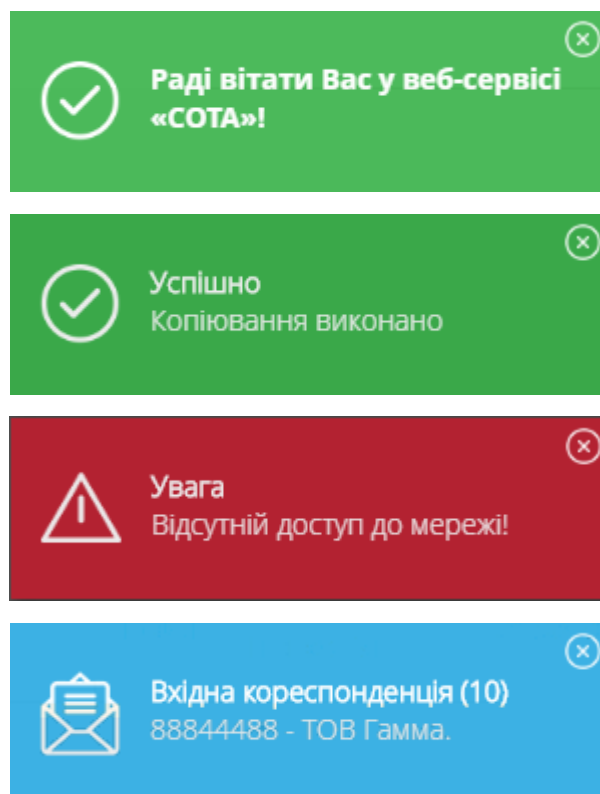 Раді вітати Вас у веб-сервісі
«СОТА»!
Успішно
Копіювання виконано
Увага
Відсутній доступ до мережі!
Вхідна кореспонденція (10)
88844488 - ТОВ Гамма.